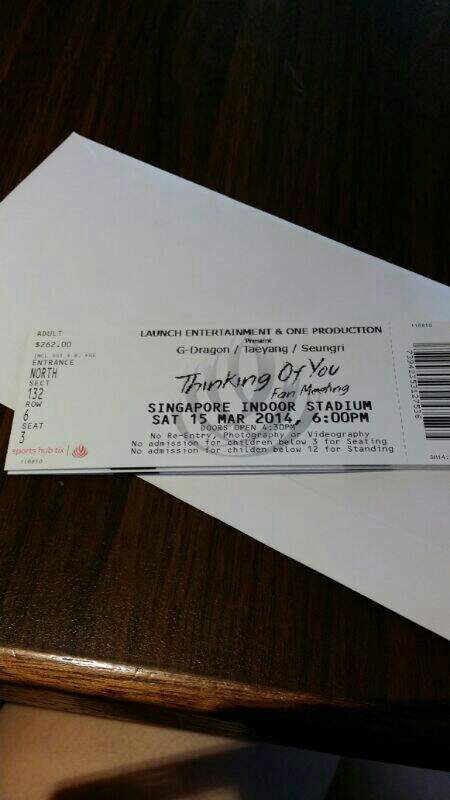 ADULT
$262.00
INCL GST & B. FEE
ENTRANCE
NORTH
SECT
132
ROW
6
SEAT
3
sports hub tix
110810
LAUNCH ENTERTAINMENT & ONE PRODUCTION
Present
G-Dragon / Taeyang / Seungri
Thinking Of You
Fan Meeting
SINGAPORE INDOOR STADIUM
SAT 15 MAR 2014, 6:00PM
DOORS OPEN 4:30PM
No Re-Entry, Photography or Videography
No admission for children below 3 for Seating
No admission for childen below 12 for Standing
110810